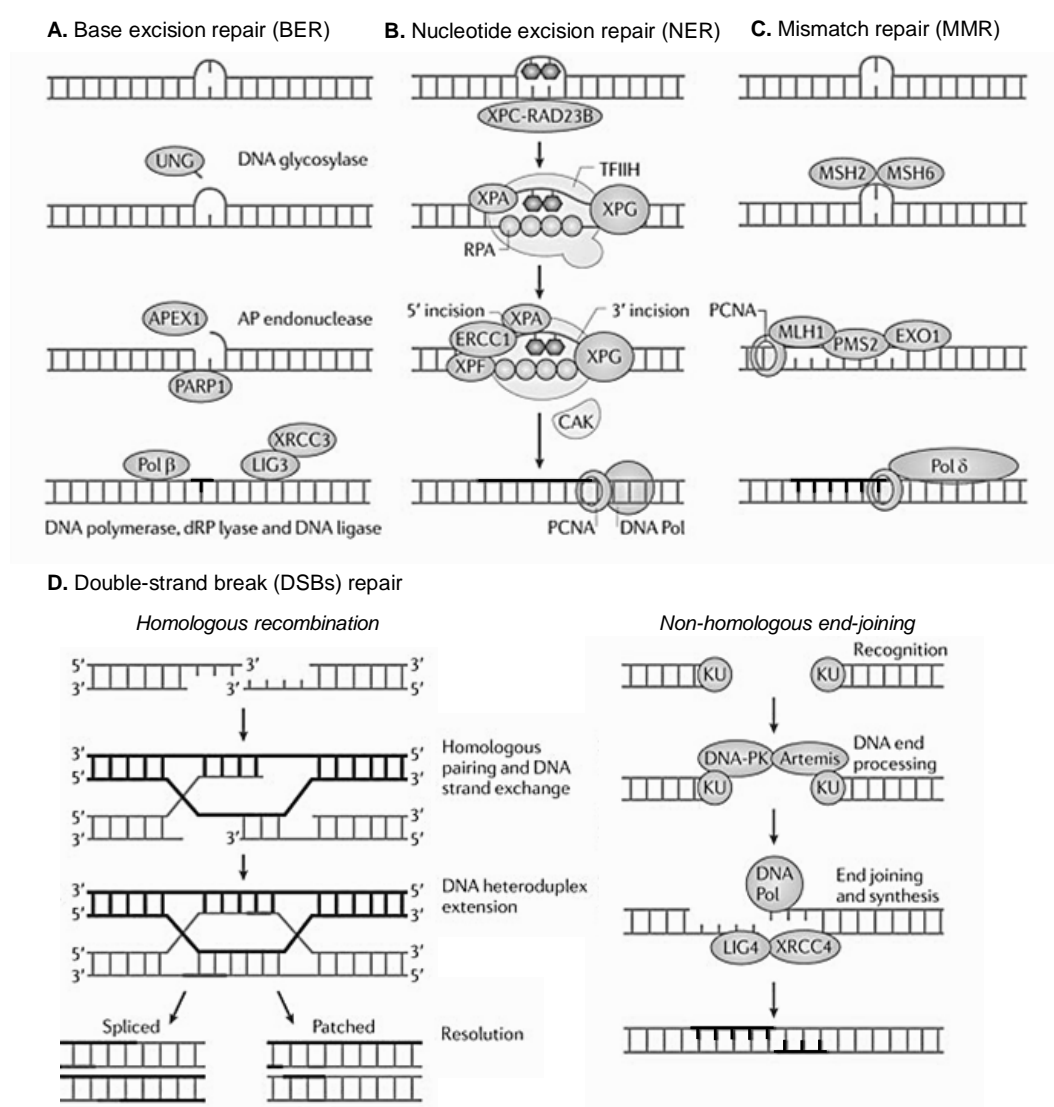 A. Base excision repair (BER)
B. Nucleotide excision repair (NER)
C. Mismatch repair (MMR)
UNG
DNA glycosylase
APEX1
AP endonuclease
PARP1
XRCC3
Pol β
LIG3
DNA polymerase, dRP lyase and DNA ligase
XPC-RAD23B
TFIIH
XPA
XPG
RPA
5′ incision
XPA
3′ incision
ERCC1
XPF
XPG
CAK
PCNA
DNA Pol
MSH2
MSH6
PCNA
MLH1
PMS2
EXO1
Pol δ
D. Double-strand break (DSBs) repair
Homologous recombination
5′
3′
3′
3′
3′
5′
3′
5′
5′
3′
Homologous
pairing and DNA
strand exchange
5′
3′
3′
3′
5′
3′
5′
5′
3′
DNA heteroduplex
extension
5′
3′
3′
5′
Spliced
Patched
Resolution
Non-homologous end-joining
Recognition
KU
KU
DNA-PK
Artemis
DNA end
processing
KU
KU
DNA
Pol
End joining
and synthesis
LIG4
XRCC4